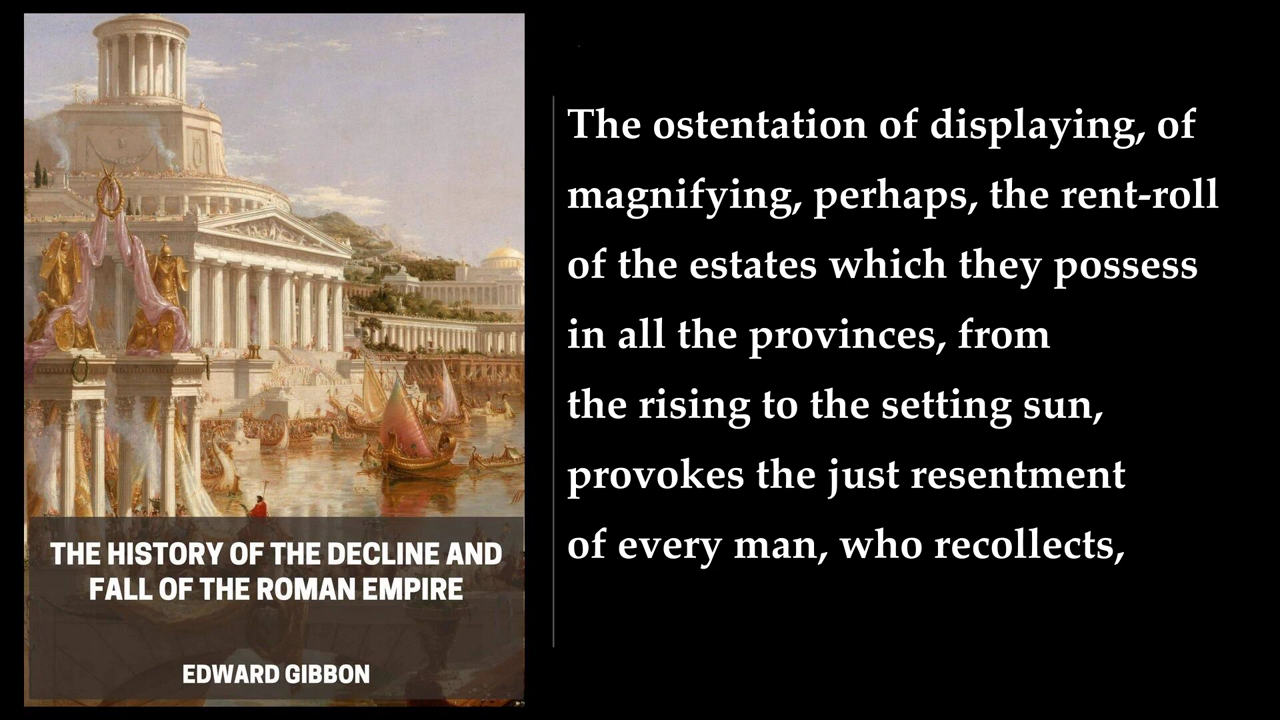 THE HISTORY OF THE DECLINE AND
FALL OF THE ROMAN EMPIRE
EDWARD GIBBON
The ostentation of displaying, of
magnifying, perhaps, the rent-roll
of the estates which they possess
in all the provinces, from
the rising to the setting sun,
provokes the just resentment
of every man, who recollects,